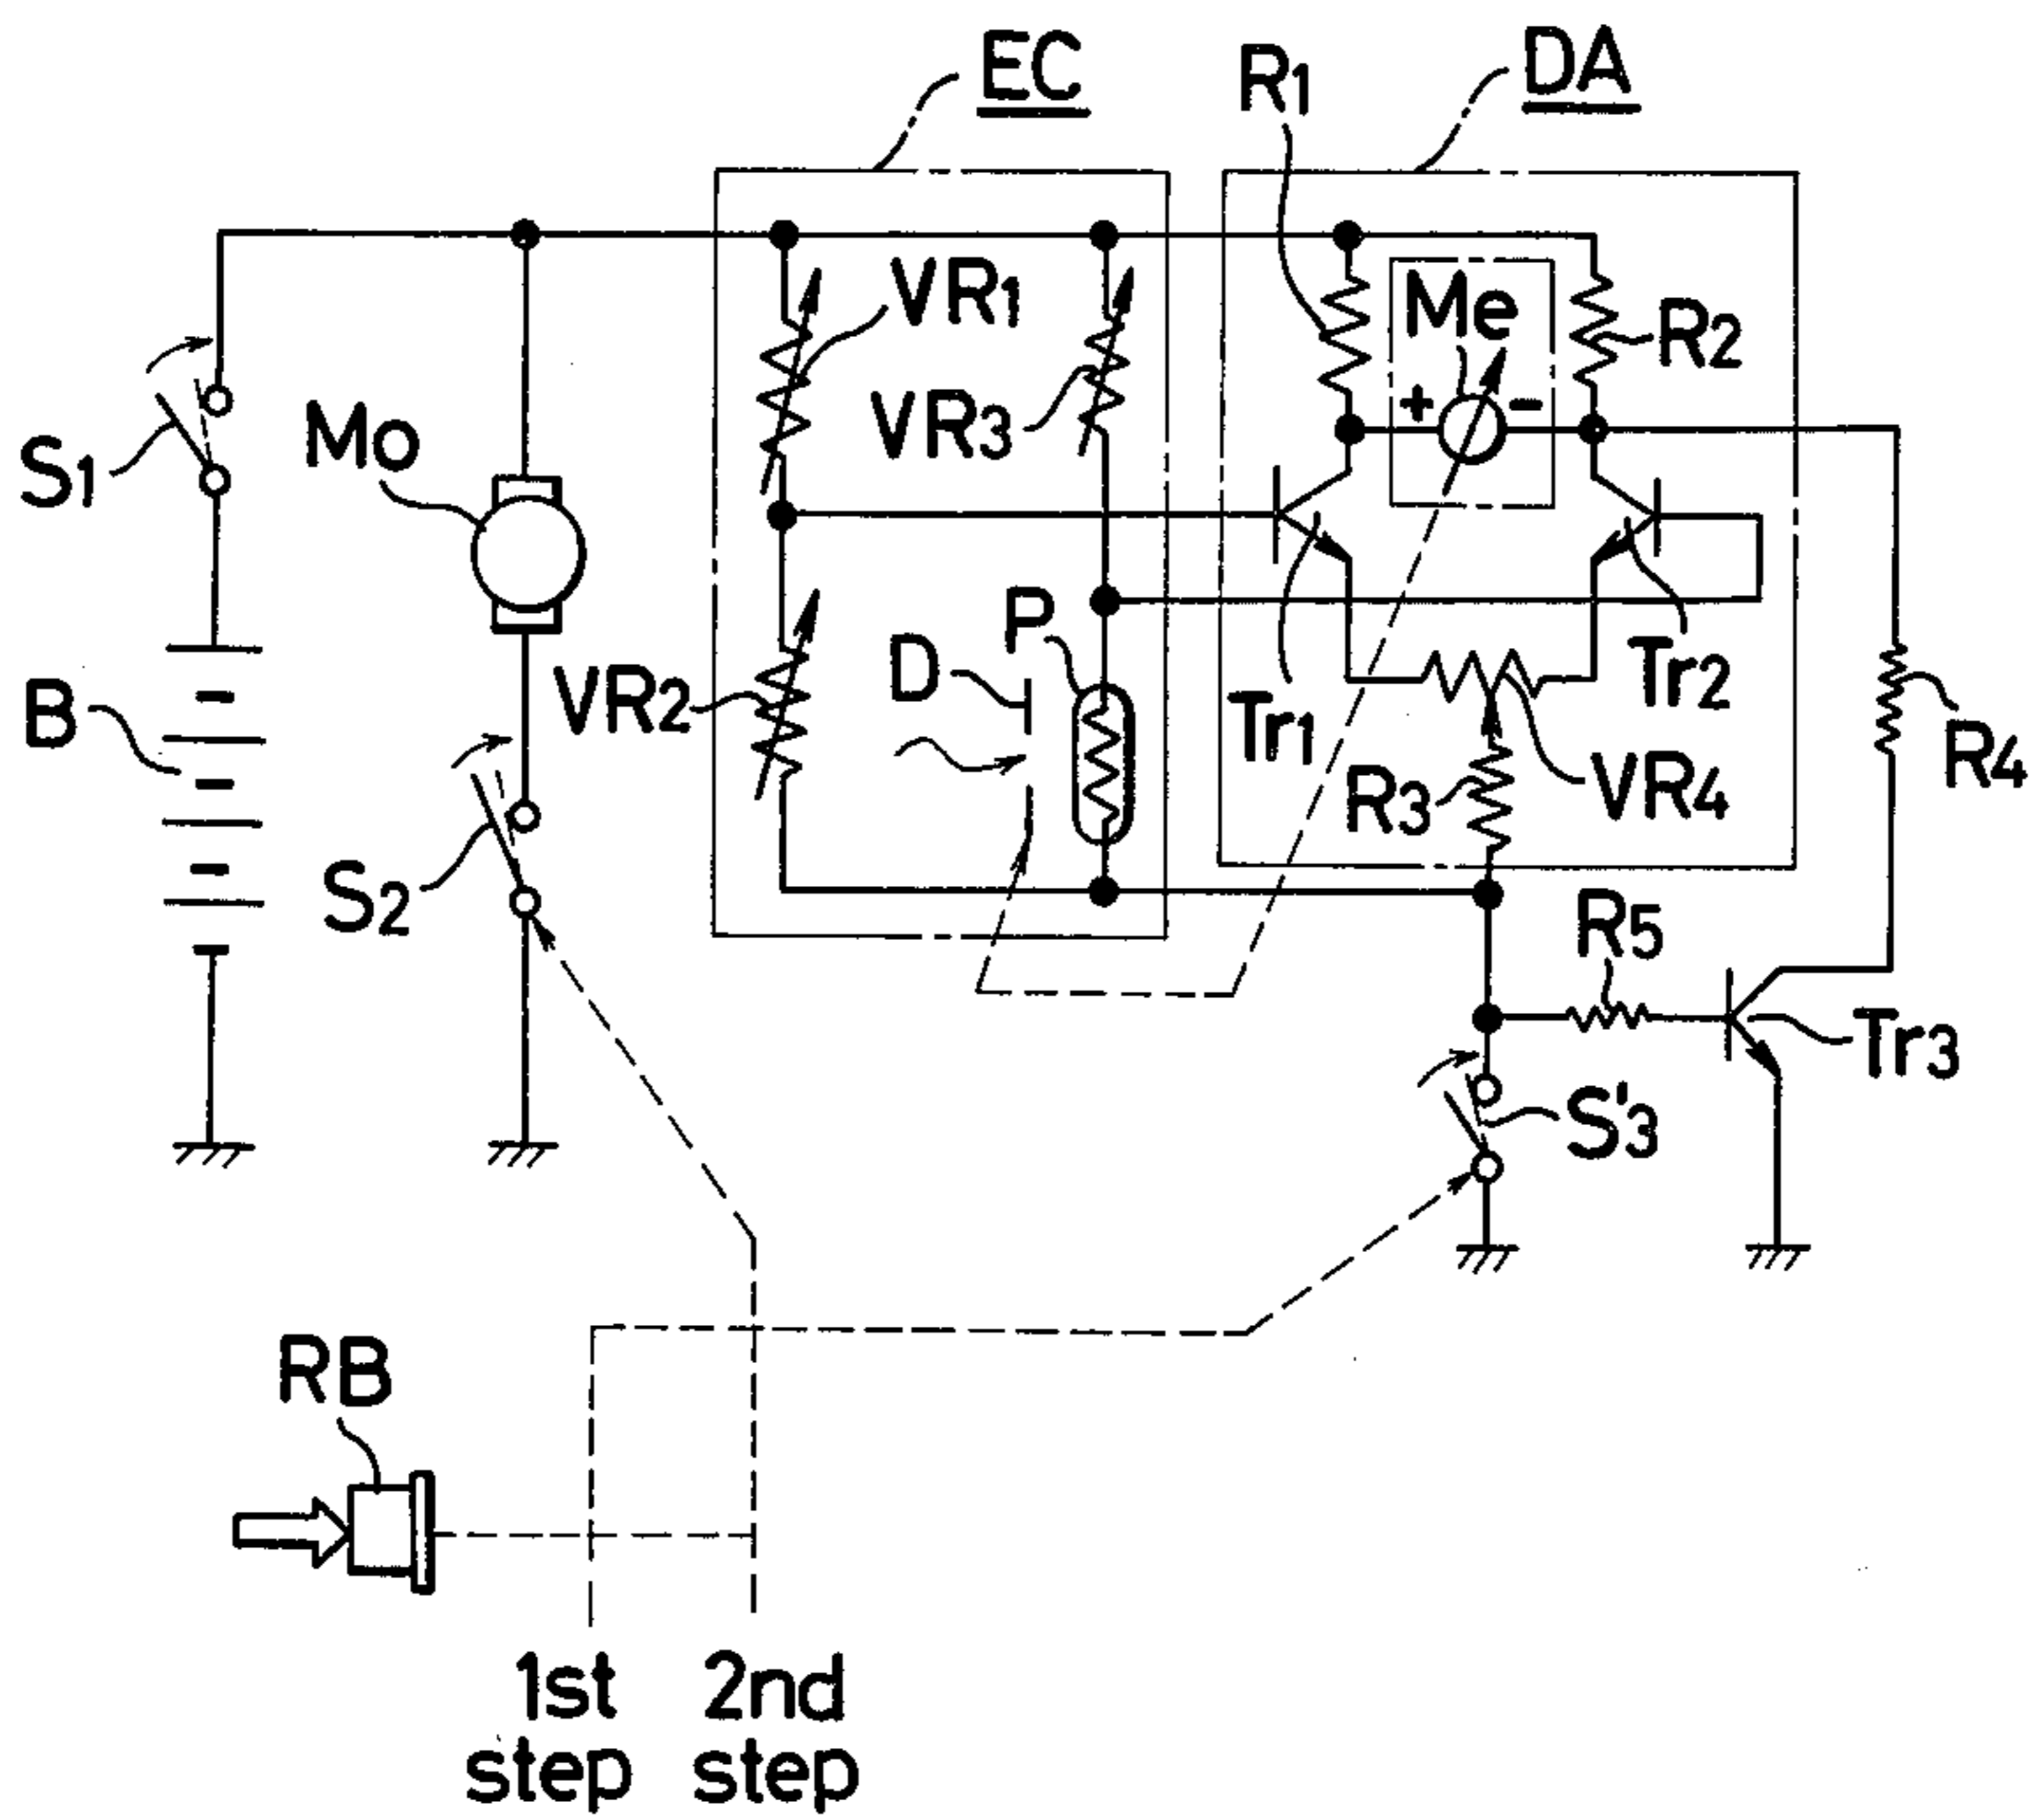 EC
R1
DA
VR1
Me
R2
VR3
+
-
Mo
S1
P
D
B
VR2
Tr1
Tr2
R3
VR4
R4
S2
R5
Tr3
S'3
RB
1st
step
2nd
step